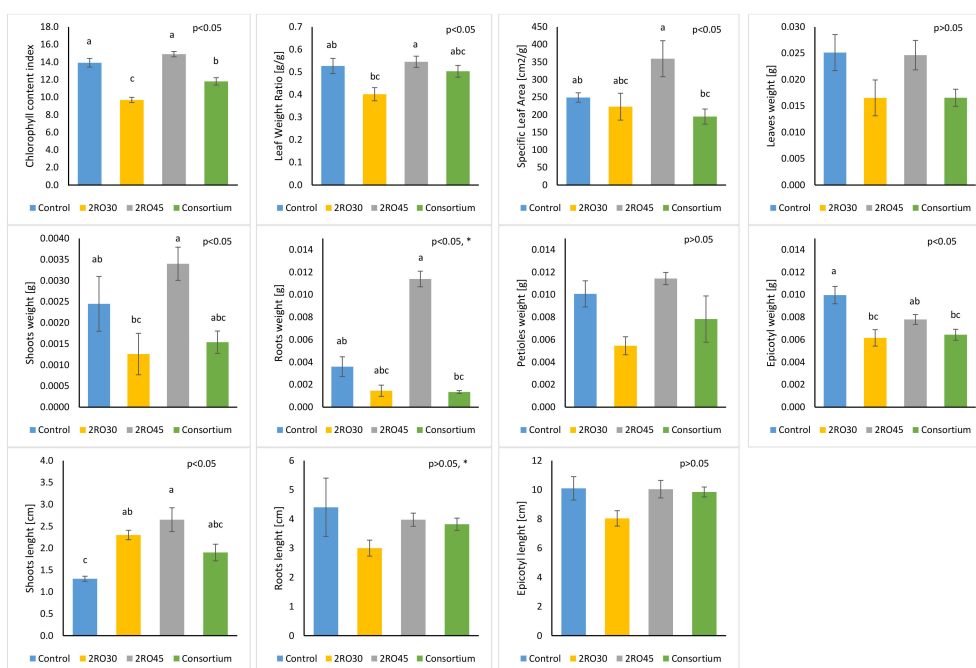 Chlorophyll content index
18.0
16.0
14.0
12.0
10.0
8.0
6.0
4.0
2.0
0.0
p<0.05
a
c
a
b
Control 2RO30 2RO45 Consortium
Leaf Weight Ratio [g/g]
0.7
0.6
0.5
0.4
0.3
0.2
0.1
0.0
p<0.05
ab
bc
a
abc
Control 2RO30 2RO45 Consortium
Specific Leaf Area [cm2/g]
450
400
350
300
250
200
150
100
50
0
p<0.05
ab
abc
a
bc
Control 2RO30 2RO45 Consortium
Leaves weight [g]
0.030
0.025
0.020
0.015
0.010
0.005
0.000
p>0.05
Control 2RO30 2RO45 Consortium
Shoots weight [g]
0.0040
0.0035
0.0030
0.0025
0.0020
0.0015
0.0010
0.0005
0.0000
p<0.05
ab
bc
a
abc
Control 2RO30 2RO45 Consortium
Roots weight [g]
0.014
0.012
0.010
0.008
0.006
0.004
0.002
0.000
p<0.05, *
ab
abc
a
bc
Control 2RO30 2RO45 Consortium
Petioles weight [g]
0.014
0.012
0.010
0.008
0.006
0.004
0.002
0.000
p>0.05
Control 2RO30 2RO45 Consortium
Epicotyl weight [g]
0.014
0.012
0.010
0.008
0.006
0.004
0.002
0.000
p<0.05
a
bc
ab
bc
Control 2RO30 2RO45 Consortium
Shoots lenght [cm]
4.0
3.5
3.0
2.5
2.0
1.5
1.0
0.5
0.0
p<0.05
c
ab
a
abc
Control 2RO30 2RO45 Consortium
Roots lenght [cm]
6
5
4
3
2
1
0
p>0.05, *
Control 2RO30 2RO45 Consortium
Epicotyl lenght [cm]
12
10
8
6
4
2
0
p>0.05
Control 2RO30 2RO45 Consortium